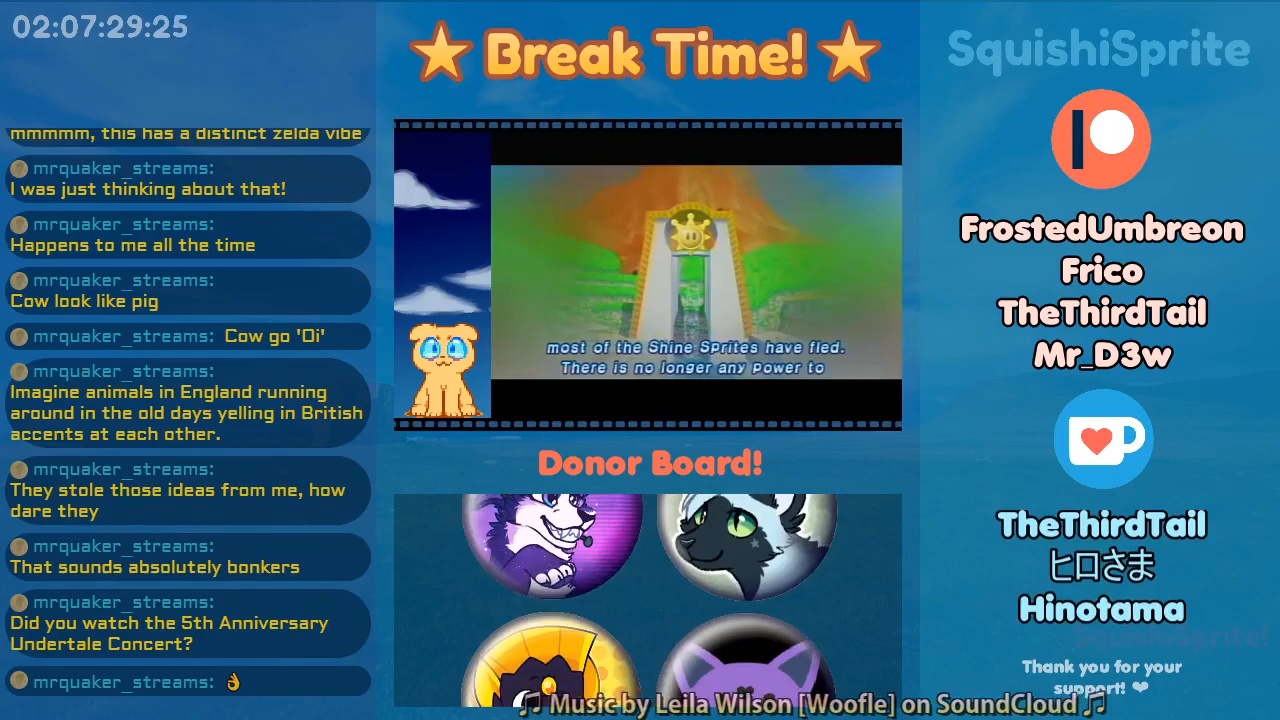 02:07:29:25
mmmmm, this has a distinct zelda vibe
mrquaker_streams:
I was just thinking about that!
mrquaker_streams:
Happens to me all the time
mrquaker_streams:
Cow look like pig
mrquaker_streams: Cow go 'Oi'
mrquaker_streams:
Imagine animals in England running
around in the old days yelling in British
accents at each other.
mrquaker_streams:
They stole those ideas from me, how
dare they
mrquaker_streams:
That sounds absolutely bonkers
mrquaker_streams:
Did you watch the 5th Anniversary
Undertale Concert?
mrquaker_streams: 👌
★ Break Time! ★
most of the Shine Sprites have fled.
There is no longer any power to
Donor Board!
♫ Music by Leila Wilson [Woofle] on SoundCloud ♫
SquishiSprite
FrostedUmbreon
Frico
TheThirdTail
Mr_D3w
TheThirdTail
ヒロさま
Hinotama
SquishiSprite!
Thank you for your
support! ❤